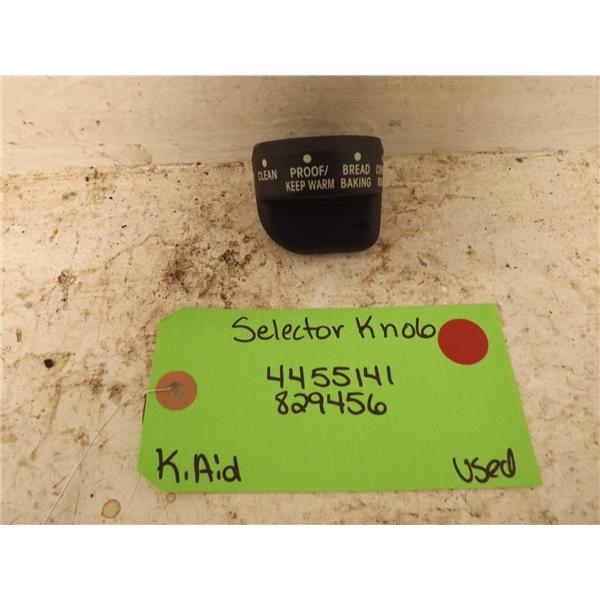 CLEAN PROOF/ BREAD
KEEP WARM BAKING
Selector Knob
4455141
829456
K.Aid used